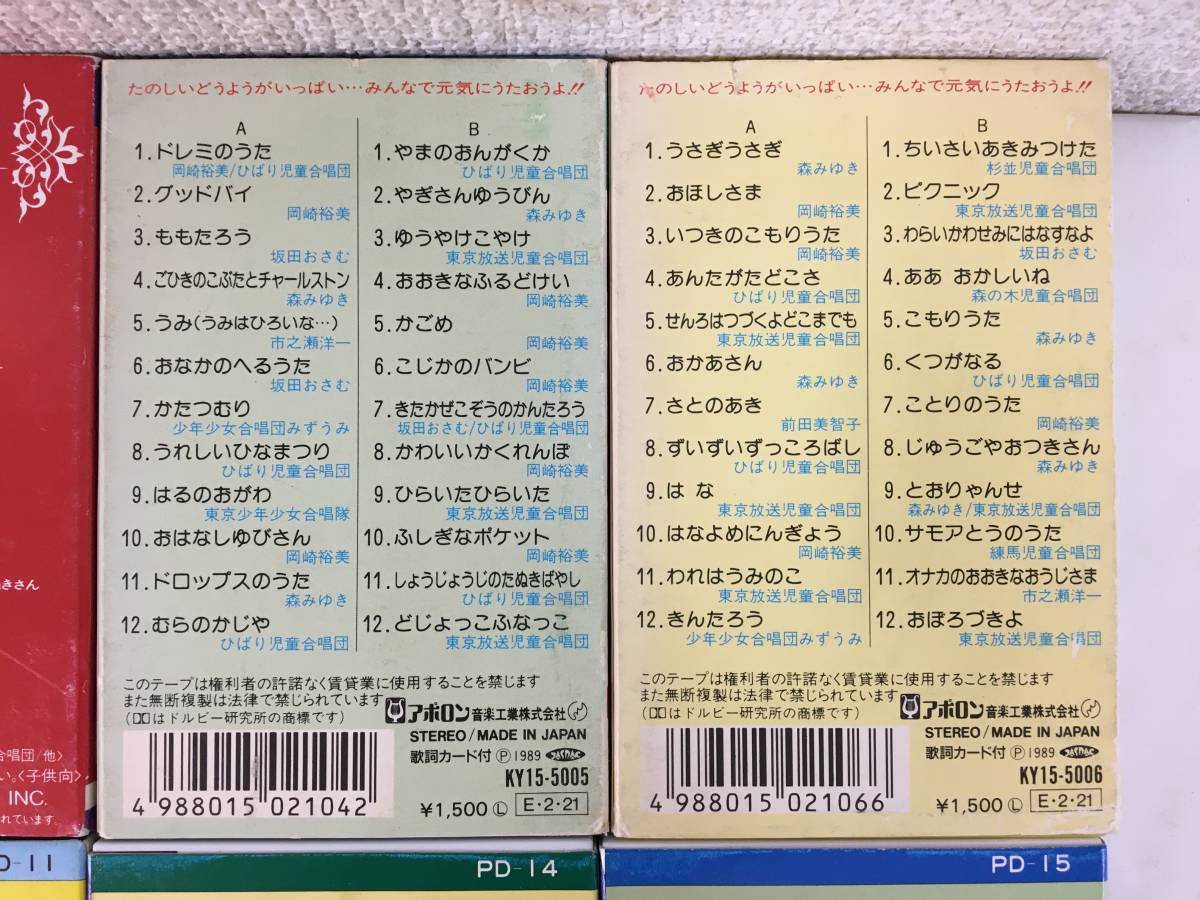 たのしいどうようがいっぱい…みんなで元気にうたおうよ!!
A
1.ドレミのうた
岡崎裕美/ひばり児童合唱団
2.グッドバイ
岡崎裕美
3.ももたろう
坂田おさむ
4.ごひきのこぶたとチャールストン
森みゆき
5.うみ(うみはひろいな…)
市之瀬洋一
6.おなかのへるうた
坂田おさむ
7.かたつむり
少年少女合唱団みずうみ
8.うれしいひなまつり
ひばり児童合唱団
9.はるのおがわ
東京少年少女合唱隊
10.おはなしゆびさん
岡崎裕美
11.ドロップスのうた
森みゆき
12.むらのかじや
ひばり児童合唱団
B
1.やまのおんがくか
ひばり児童合唱団
2.やぎさんゆうびん
森みゆき
3.ゆうやけこやけ
東京放送児童合唱団
4.おおきなふるどけい
岡崎裕美
5.かごめ
岡崎裕美
6.こじかのバンビ
岡崎裕美
7.きたかぜこぞうのかんたろう
坂田おさむ/ひばり児童合唱団
8.かわいいかくれんぼ
岡崎裕美
9.ひらいたひらいた
東京放送児童合唱団
10.ふしぎなポケット
岡崎裕美
11.しょうじょうじのたぬきばやし
ひばり児童合唱団
12.どじょっこふなっこ
東京放送児童合唱団
このテープは権利者の許諾なく賃貸業に使用することを禁じます
また無断複製は法律で禁じられています
(はドルビー研究所の商標です)
アポロン音楽工業株式会社
STEREO/MADE IN JAPAN
歌詞カード付 Ⓟ1989 JASRAC
KY15-5005
4 988015 021042
¥1,500 Ⓛ E・2・21
たのしいどうようがいっぱい…みんなで元気にうたおうよ!!
A
1.うさぎうさぎ
森みゆき
2.おほしさま
岡崎裕美
3.いつきのこもりうた
岡崎裕美
4.あんたがたどこさ
ひばり児童合唱団
5.せんろはつづくよどこまでも
東京放送児童合唱団
6.おかあさん
森みゆき
7.さとのあき
前田美智子
8.ずいずいずっころばし
ひばり児童合唱団
9.は な
東京放送児童合唱団
10.はなよめにんぎょう
岡崎裕美
11.われはうみのこ
東京放送児童合唱団
12.きんたろう
少年少女合唱団みずうみ
B
1.ちいさいあきみつけた
杉並児童合唱団
2.ピクニック
東京放送児童合唱団
3.わらいかわせみにはなすなよ
坂田おさむ
4.ああ おかしいね
森の木児童合唱団
5.こもりうた
森みゆき
6.くつがなる
ひばり児童合唱団
7.ことりのうた
岡崎裕美
8.じゅうごやおつきさん
森みゆき
9.とおりゃんせ
森みゆき/東京放送児童合唱団
10.サモアとうのうた
練馬児童合唱団
11.オナカのおおきなおうじさま
市之瀬洋一
12.おぼろづきよ
東京放送児童合唱団
このテープは権利者の許諾なく賃貸業に使用することを禁じます
また無断複製は法律で禁じられています
(はドルビー研究所の商標です)
アポロン音楽工業株式会社
STEREO/MADE IN JAPAN
歌詞カード付 Ⓟ1989 JASRAC
KY15-5006
4 988015 021066
¥1,500 Ⓛ E・2・21
きさん
合唱団/他〉
い。〈子供向〉
INC.
れています。
D-11
PD-14
PD-15